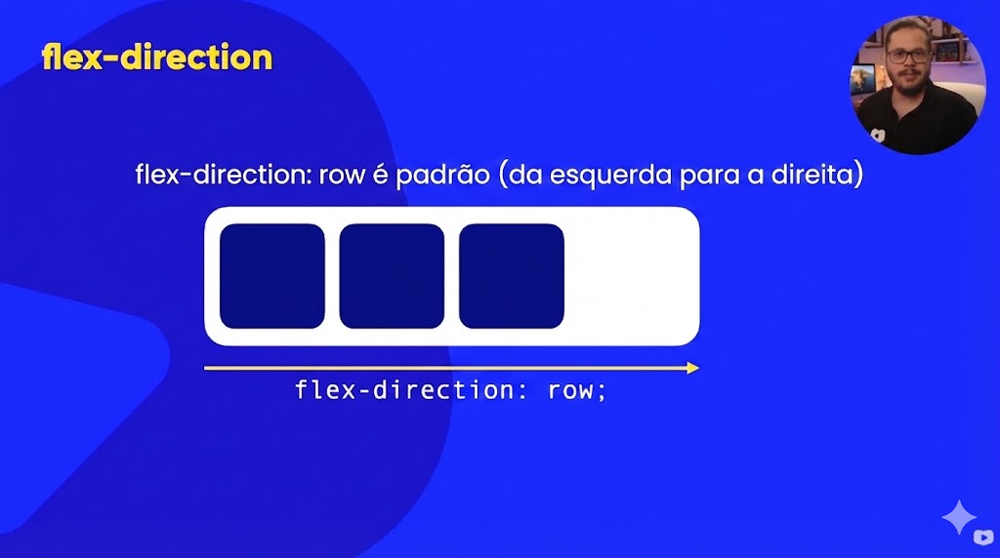 flex-direction
flex-direction: row é padrão (da esquerda para a direita)
flex-direction: row;